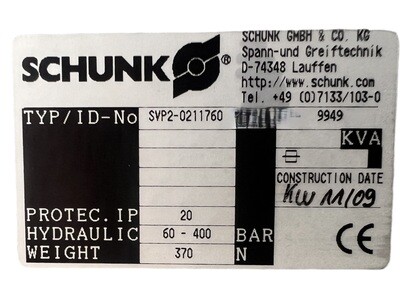 SCHUNK®
SCHUNK GMBH & CO. KG
Spann-und Greiftechnik
D-74348 Lauffen
http://www.schunk.com
Tel. +49 (0)7133/103-0
TYP/ID-No SVP2-0211760 9949
KVA
CONSTRUCTION DATE
KW 11/09
PROTEC. IP 20
HYDRAULIC 60 - 400 BAR
WEIGHT 370 N
CE